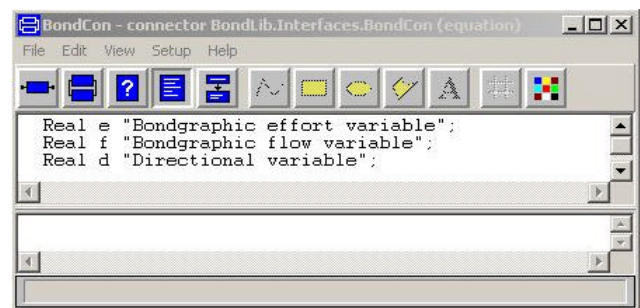 BondCon - connector BondLib.Interfaces.BondCon (equation)
File Edit View Setup Help
? A
Real e "Bondgraphic effort variable";
Real f "Bondgraphic flow variable";
Real d "Directional variable";